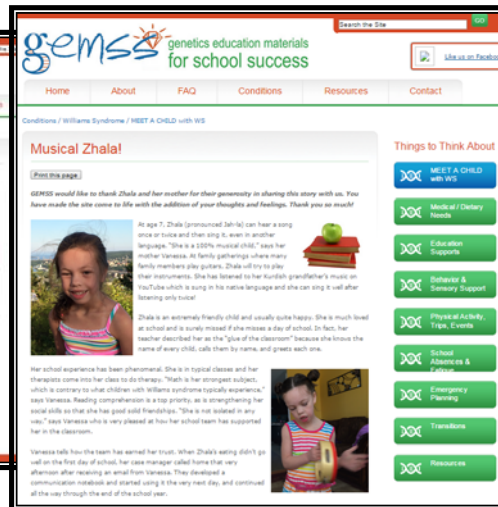 Search the Site GO
gemss genetics education materials
for school success
Like us on Facebo
Home About FAQ Conditions Resources Contact
Conditions / Williams Syndrome / MEET A CHILD with WS
Musical Zhala!
Print this page
GEMSS would like to thank Zhala and her mother for their generosity in sharing this story with us. You
have made the site come to life with the addition of your thoughts and feelings. Thank you so much!
At age 7, Zhala (pronounced Jah-la) can hear a song
once or twice and then sing it, even in another
language. "She is a 100% musical child," says her
mother Vanessa. At family gatherings where many
family members play guitars, Zhala will try to play
their instruments. She has listened to her Kurdish grandfather's music on
YouTube which is sung in his native language and she can sing it well after
listening only twice!
Zhala is an extremely friendly child and usually quite happy. She is much loved
at school and is surely missed if she misses a day of school. In fact, her
teacher described her as the "glue of the classroom" because she knows the
name of every child, calls them by name, and greets each one.
Her school experience has been phenomenal. She is in typical classes and her
therapists come into her class to do therapy. "Math is her strongest subject,
which is contrary to what children with Williams syndrome typically experience,"
says Vanessa. Reading comprehension is a top priority, as is strengthening her
social skills so that she has good solid friendships. "She is not isolated in any
way," says Vanessa who is very pleased at how her school team has supported
her in the classroom.
Vanessa tells how the team has earned her trust. When Zhala's eating didn't go
well on the first day of school, her case manager called home that very
afternoon after receiving an email from Vanessa. They developed a
communication notebook and started using it the very next day, and continued
all the way through the end of the school year.
Things to Think About
MEET A CHILD
with WS
Medical / Dietary
Needs
Education
Supports
Behavior &
Sensory Support
Physical Activity,
Trips, Events
School
Absences &
Fatigue
Emergency
Planning
Transitions
Resources